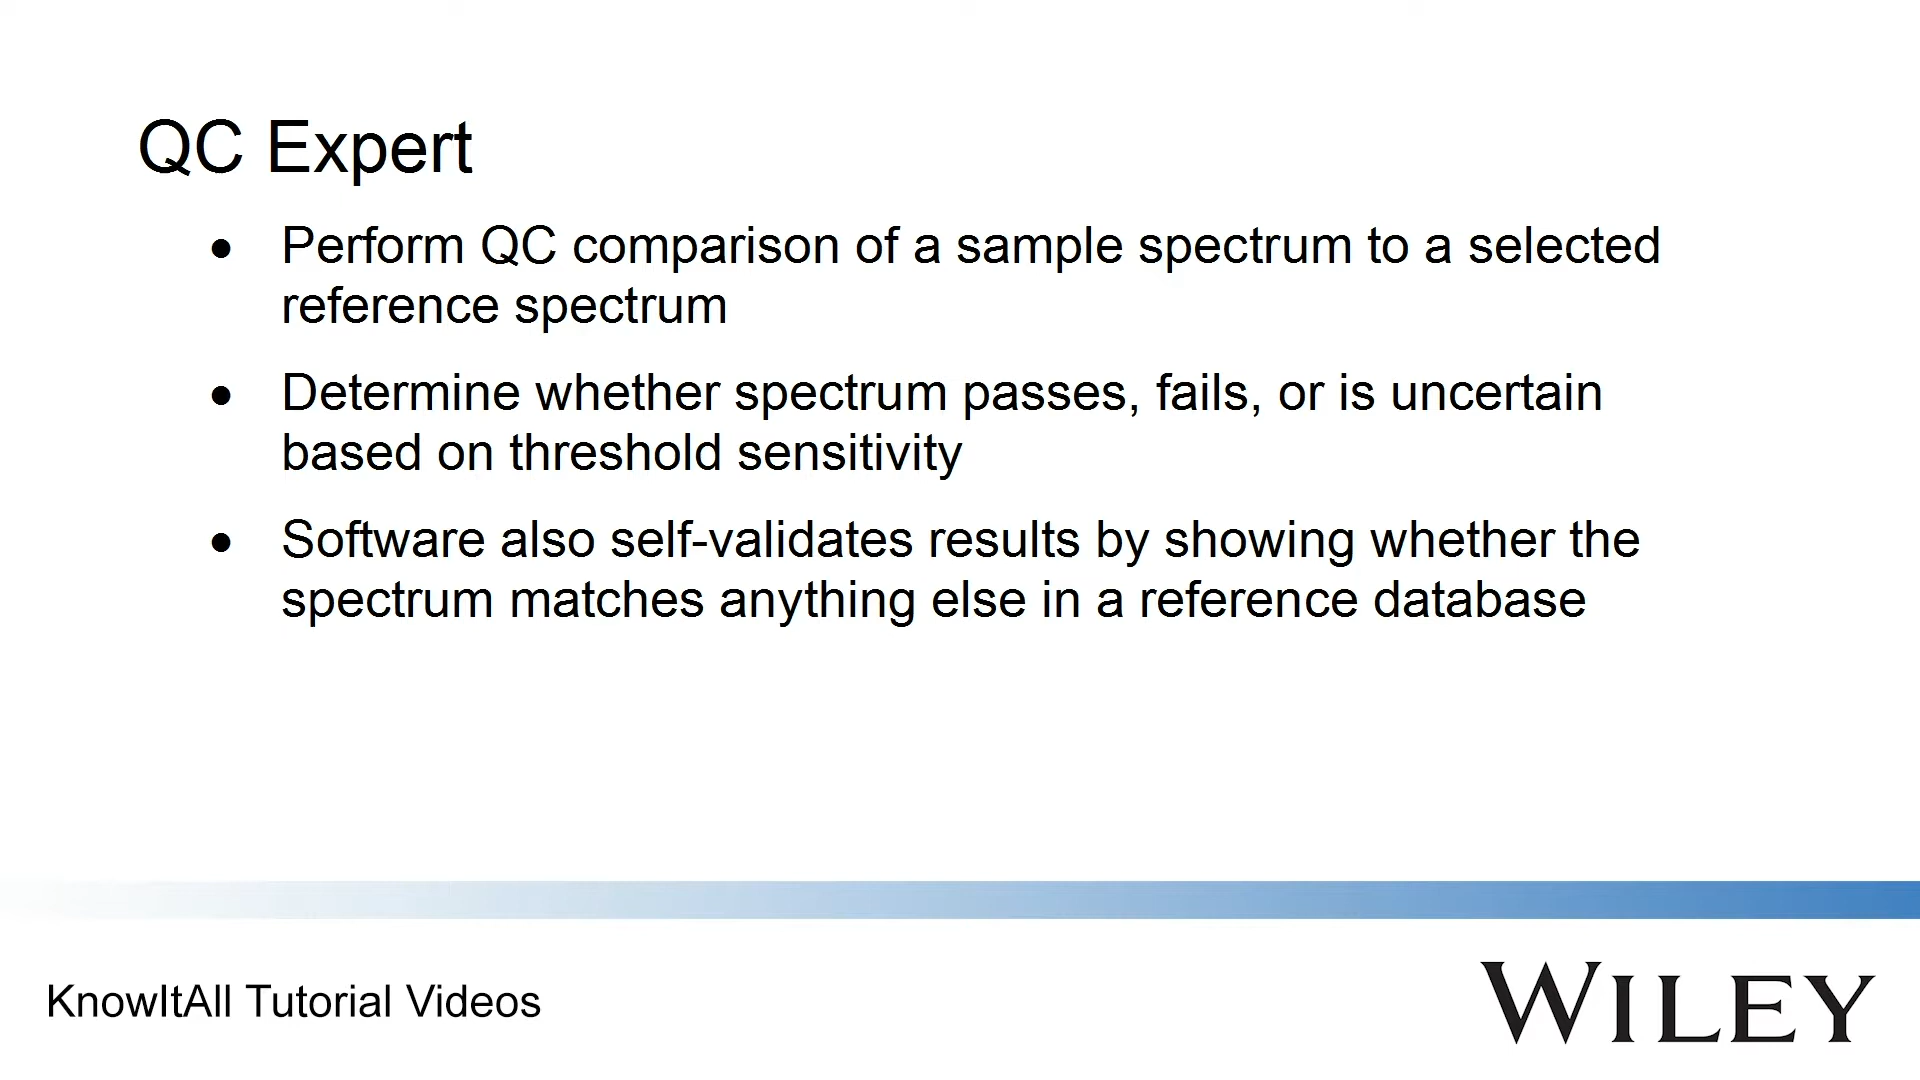 QC Expert
● Perform QC comparison of a sample spectrum to a selected
reference spectrum
● Determine whether spectrum passes, fails, or is uncertain
based on threshold sensitivity
● Software also self-validates results by showing whether the
spectrum matches anything else in a reference database
KnowItAll Tutorial Videos
WILEY